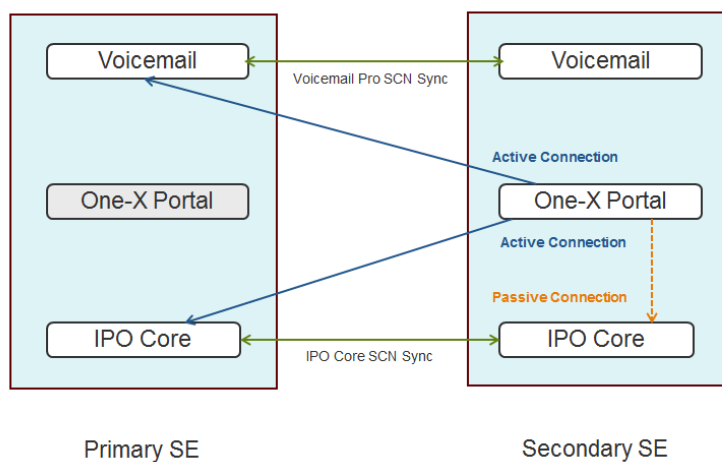 Voicemail
Voicemail
Voicemail Pro SCN Sync
Active Connection
One-X Portal
One-X Portal
Active Connection
Passive Connection
IPO Core
IPO Core
IPO Core SCN Sync
Primary SE
Secondary SE